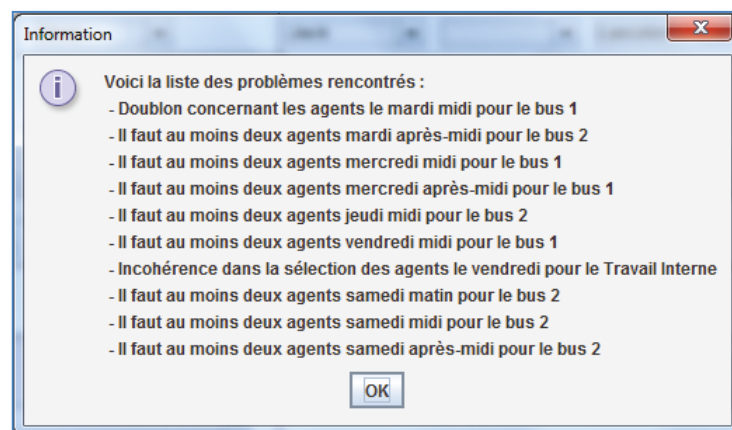 Information
Voici la liste des problèmes rencontrés :
- Doublon concernant les agents le mardi midi pour le bus 1
- Il faut au moins deux agents mardi après-midi pour le bus 2
- Il faut au moins deux agents mercredi midi pour le bus 1
- Il faut au moins deux agents mercredi après-midi pour le bus 1
- Il faut au moins deux agents jeudi midi pour le bus 2
- Il faut au moins deux agents vendredi midi pour le bus 1
- Incohérence dans la sélection des agents le vendredi pour le Travail Interne
- Il faut au moins deux agents samedi matin pour le bus 2
- Il faut au moins deux agents samedi midi pour le bus 2
- Il faut au moins deux agents samedi après-midi pour le bus 2
OK